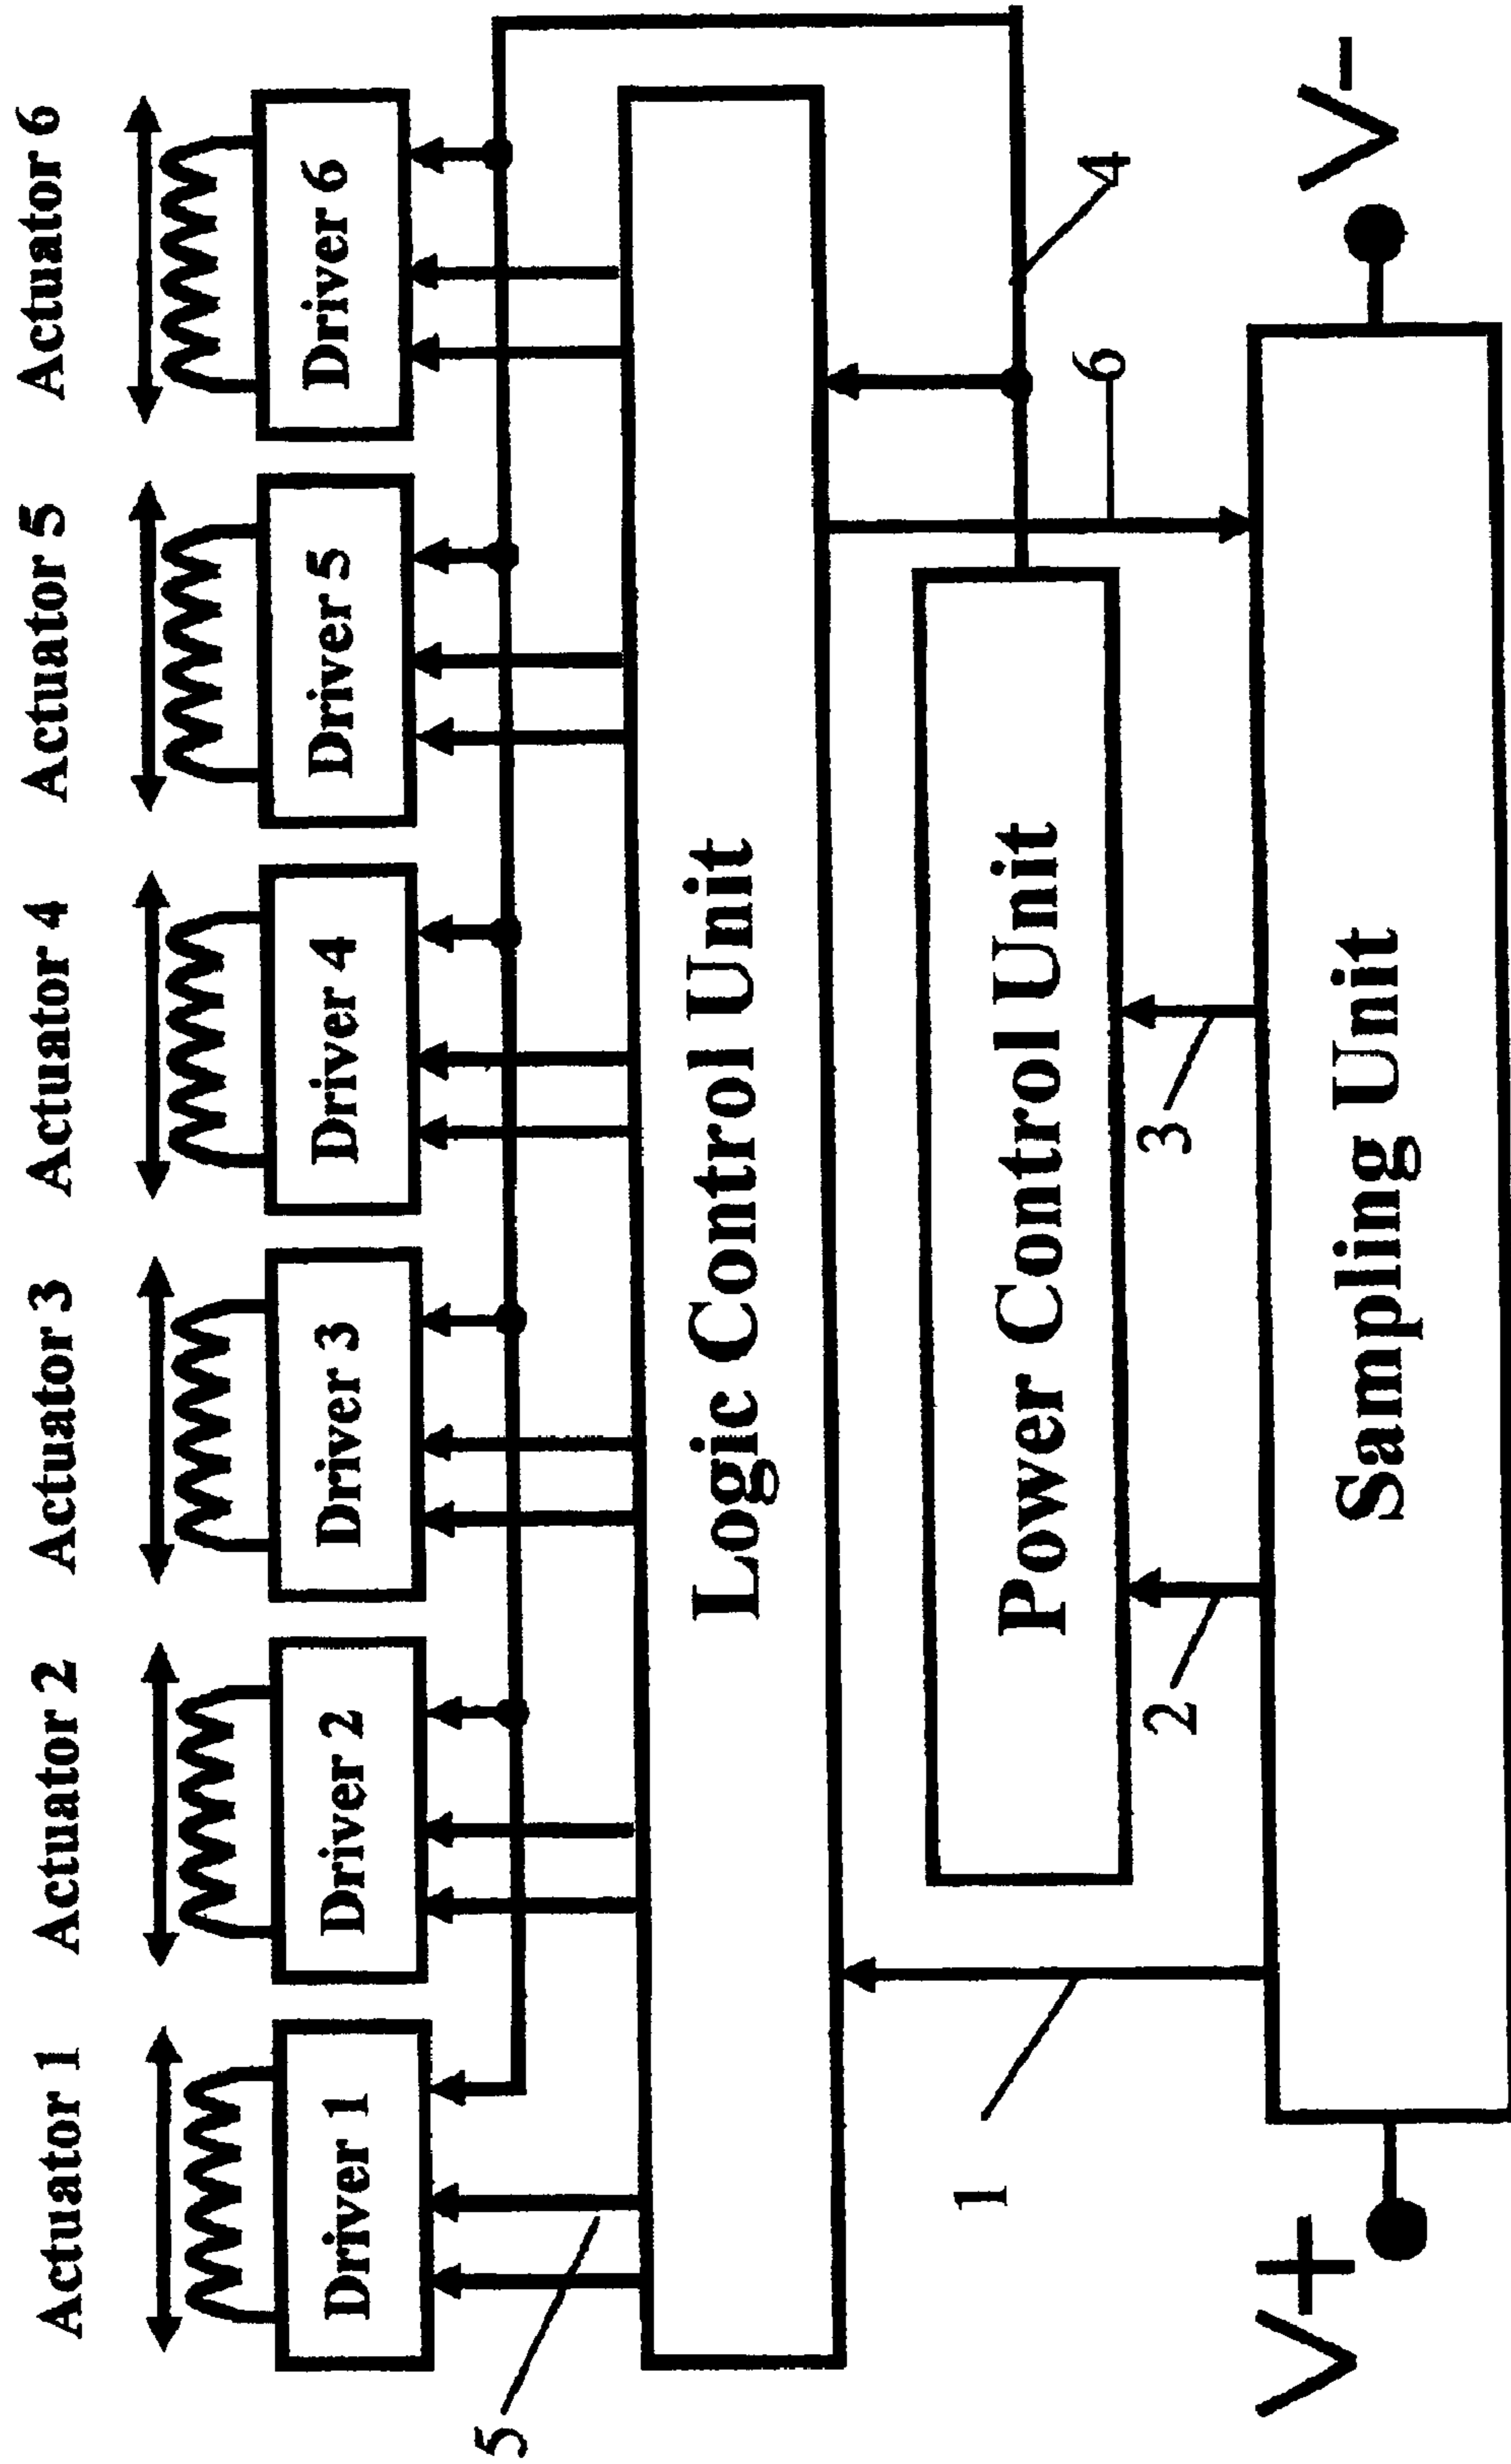 Actuator 1
Actuator 2
Actuator 3
Actuator 4
Actuator 5
Actuator 6
Driver 1
Driver 2
Driver 3
Driver 4
Driver 5
Driver 6
5
Logic Control Unit
4
6
Power Control Unit
1
2
3
V+
Sampling Unit
V-